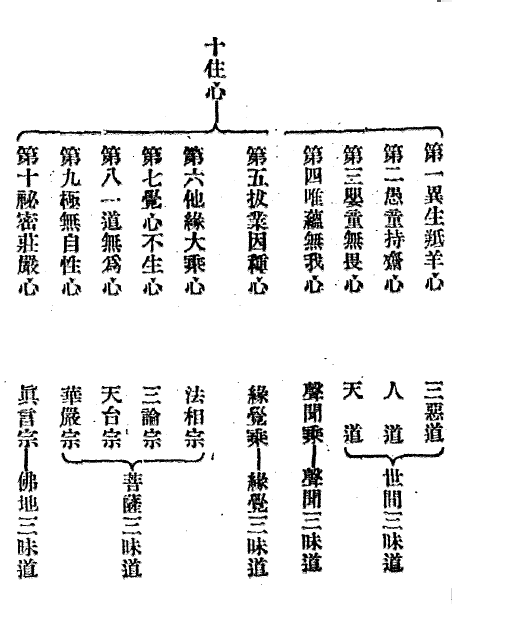 十住心
第一異生羝羊心
第二愚童持齋心
第三嬰童無畏心
第四唯蘊無我心
第五拔業因種心
第六他緣大乘心
第七覺心不生心
第八一道無爲心
第九極無自性心
第十祕密莊嚴心
三惡道
人道
天道
聲聞乘
緣覺乘
法相宗
三論宗
天台宗
華嚴宗
眞言宗
世間三昧道
聲聞三昧道
緣覺三昧道
菩薩三昧道
佛地三昧道